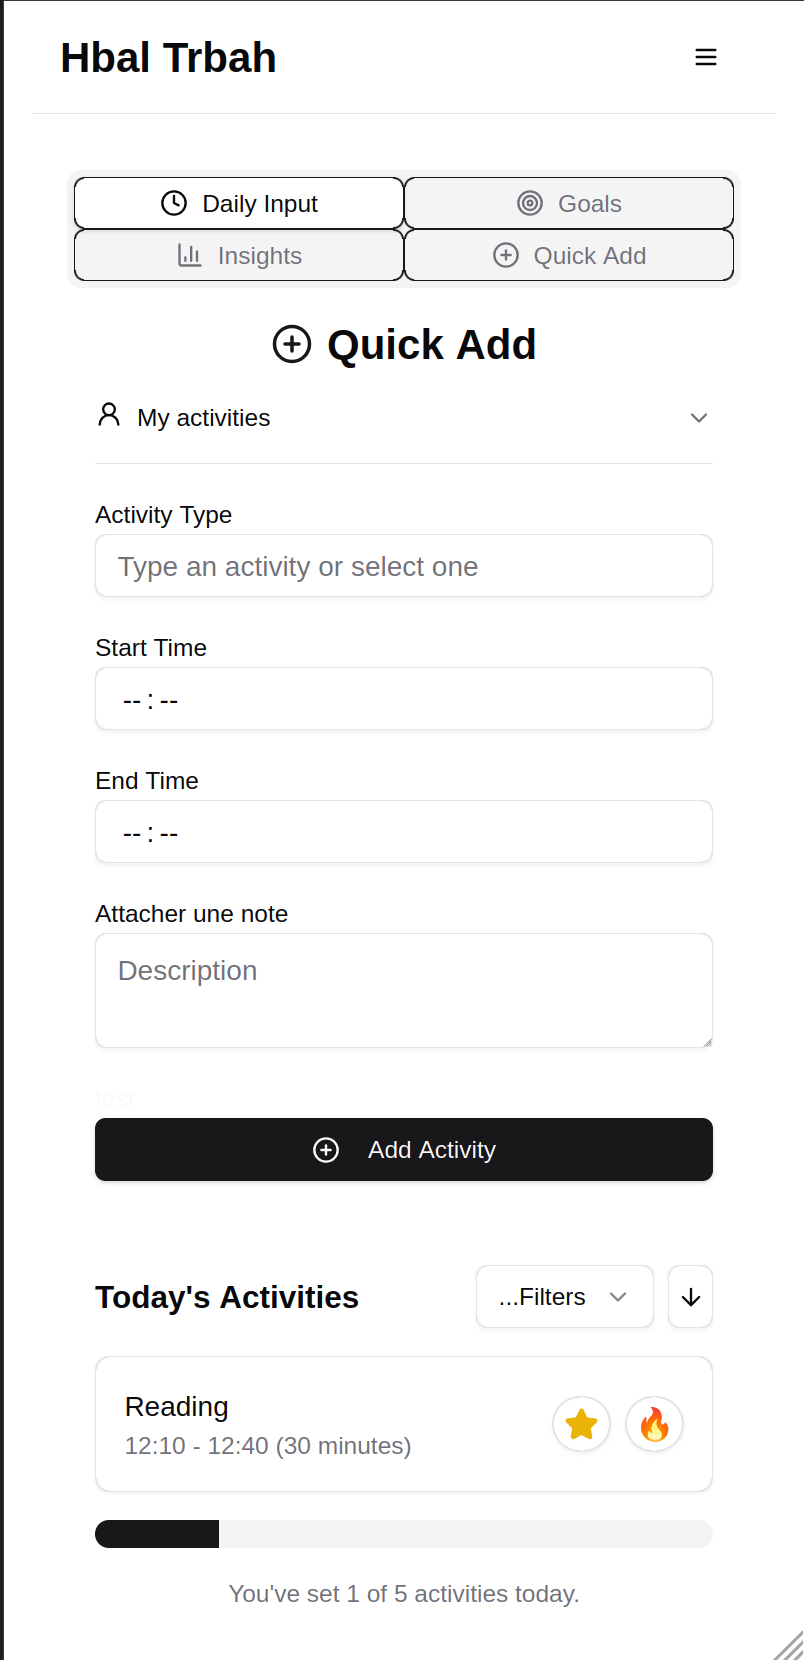 Hbal Trbah
Daily Input
Goals
Insights
Quick Add
Quick Add
My activities
Activity Type
Type an activity or select one
Start Time
-- : --
End Time
-- : --
Attacher une note
Description
test
Add Activity
Today's Activities
...Filters
Reading
12:10 - 12:40 (30 minutes)
You've set 1 of 5 activities today.